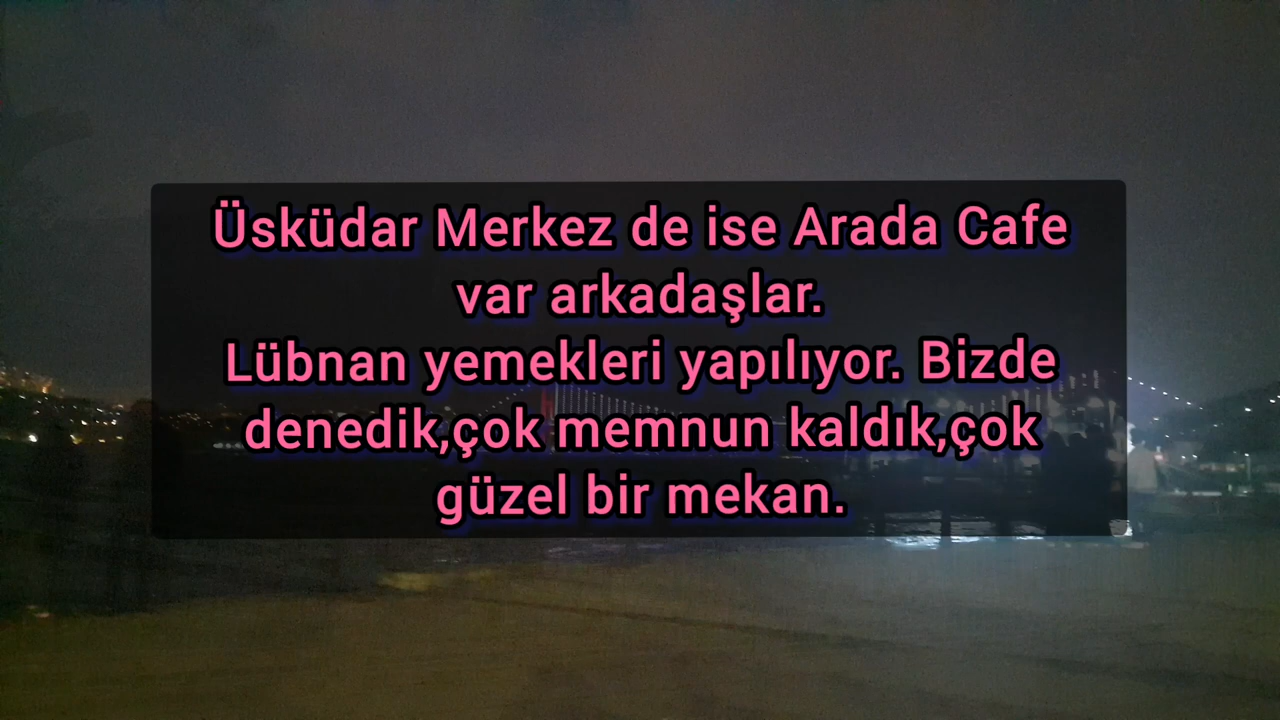 Üsküdar Merkez de ise Arada Cafe
var arkadaşlar.
Lübnan yemekleri yapılıyor. Bizde
denedik,çok memnun kaldık,çok
güzel bir mekan.